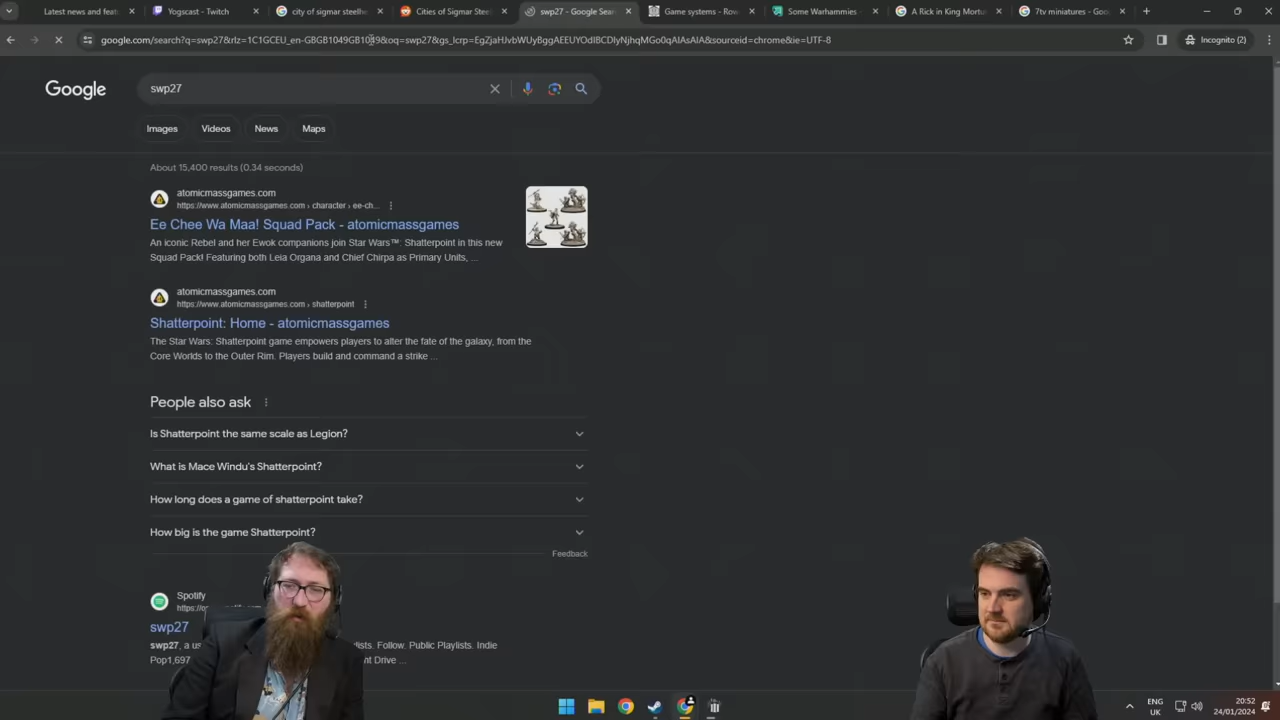 Latest news and featu
Yogscast - Twitch
city of sigmar steelhe
Cities of Sigmar Steel
swp27 - Google Sear
Game systems - Row
Some Warhammies -
A Rick in King Mortu
7tv miniatures - Goo
google.com/search?q=swp27&rlz=1C1GCEU_en-GBGB1049GB1049&oq=swp27&gs_lcrp=EgZjaHJvbWUyBggAEEUYOdIBCDIyNjhqMGo0qAIAsAIA&sourceid=chrome&ie=UTF-8
Incognito (2)
Google
swp27
Images
Videos
News
Maps
About 15,400 results (0.34 seconds)
atomicmassgames.com
https://www.atomicmassgames.com › character › ee-ch...
Ee Chee Wa Maa! Squad Pack - atomicmassgames
An iconic Rebel and her Ewok companions join Star Wars™: Shatterpoint in this new
Squad Pack! Featuring both Leia Organa and Chief Chirpa as Primary Units, ...
atomicmassgames.com
https://www.atomicmassgames.com › shatterpoint
Shatterpoint: Home - atomicmassgames
The Star Wars: Shatterpoint game empowers players to alter the fate of the galaxy, from the
Core Worlds to the Outer Rim. Players build and command a strike ...
People also ask
Is Shatterpoint the same scale as Legion?
What is Mace Windu's Shatterpoint?
How long does a game of shatterpoint take?
How big is the game Shatterpoint?
Feedback
Spotify
swp27
swp27, a us lists. Follow. Public Playlists. Indie
Pop1,697 nt Drive ...
ENG
UK
20:52
24/01/2024